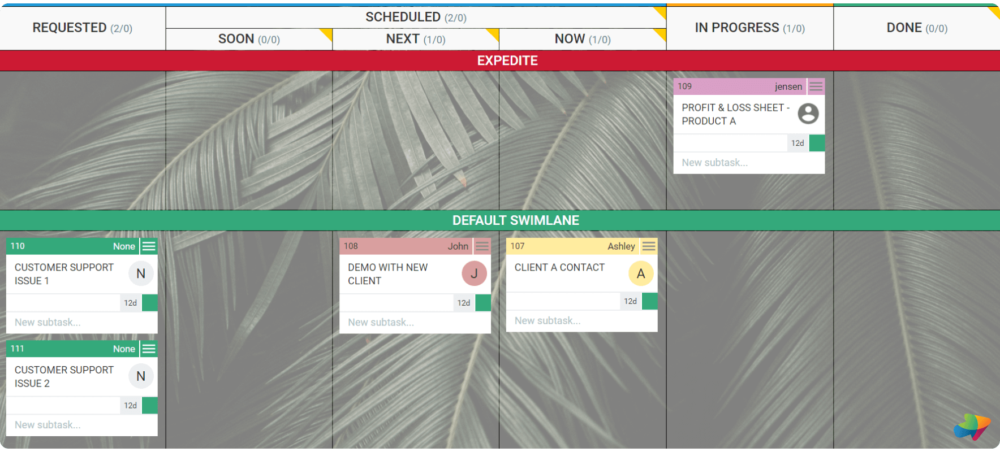 REQUESTED (2/0)
SCHEDULED (2/0)
SOON (0/0)
NEXT (1/0)
NOW (1/0)
IN PROGRESS (1/0)
DONE (0/0)
EXPEDITE
109 jensen
PROFIT & LOSS SHEET -
PRODUCT A
12d
New subtask...
DEFAULT SWIMLANE
110 None
CUSTOMER SUPPORT
ISSUE 1
N
12d
New subtask...
111 None
CUSTOMER SUPPORT
ISSUE 2
N
12d
New subtask...
108 John
DEMO WITH NEW
CLIENT
J
12d
New subtask...
107 Ashley
CLIENT A CONTACT
A
12d
New subtask...